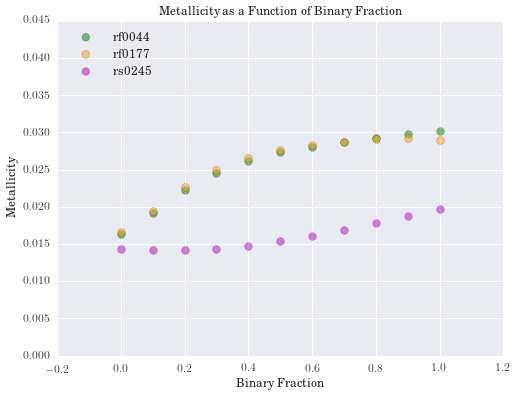 Metallicity as a Function of Binary Fraction
0.045
0.040
0.035
0.030
0.025
0.020
0.015
0.010
0.005
0.000
Metallicity
rf0044
rf0177
rs0245
−0.2 0.0 0.2 0.4 0.6 0.8 1.0 1.2
Binary Fraction